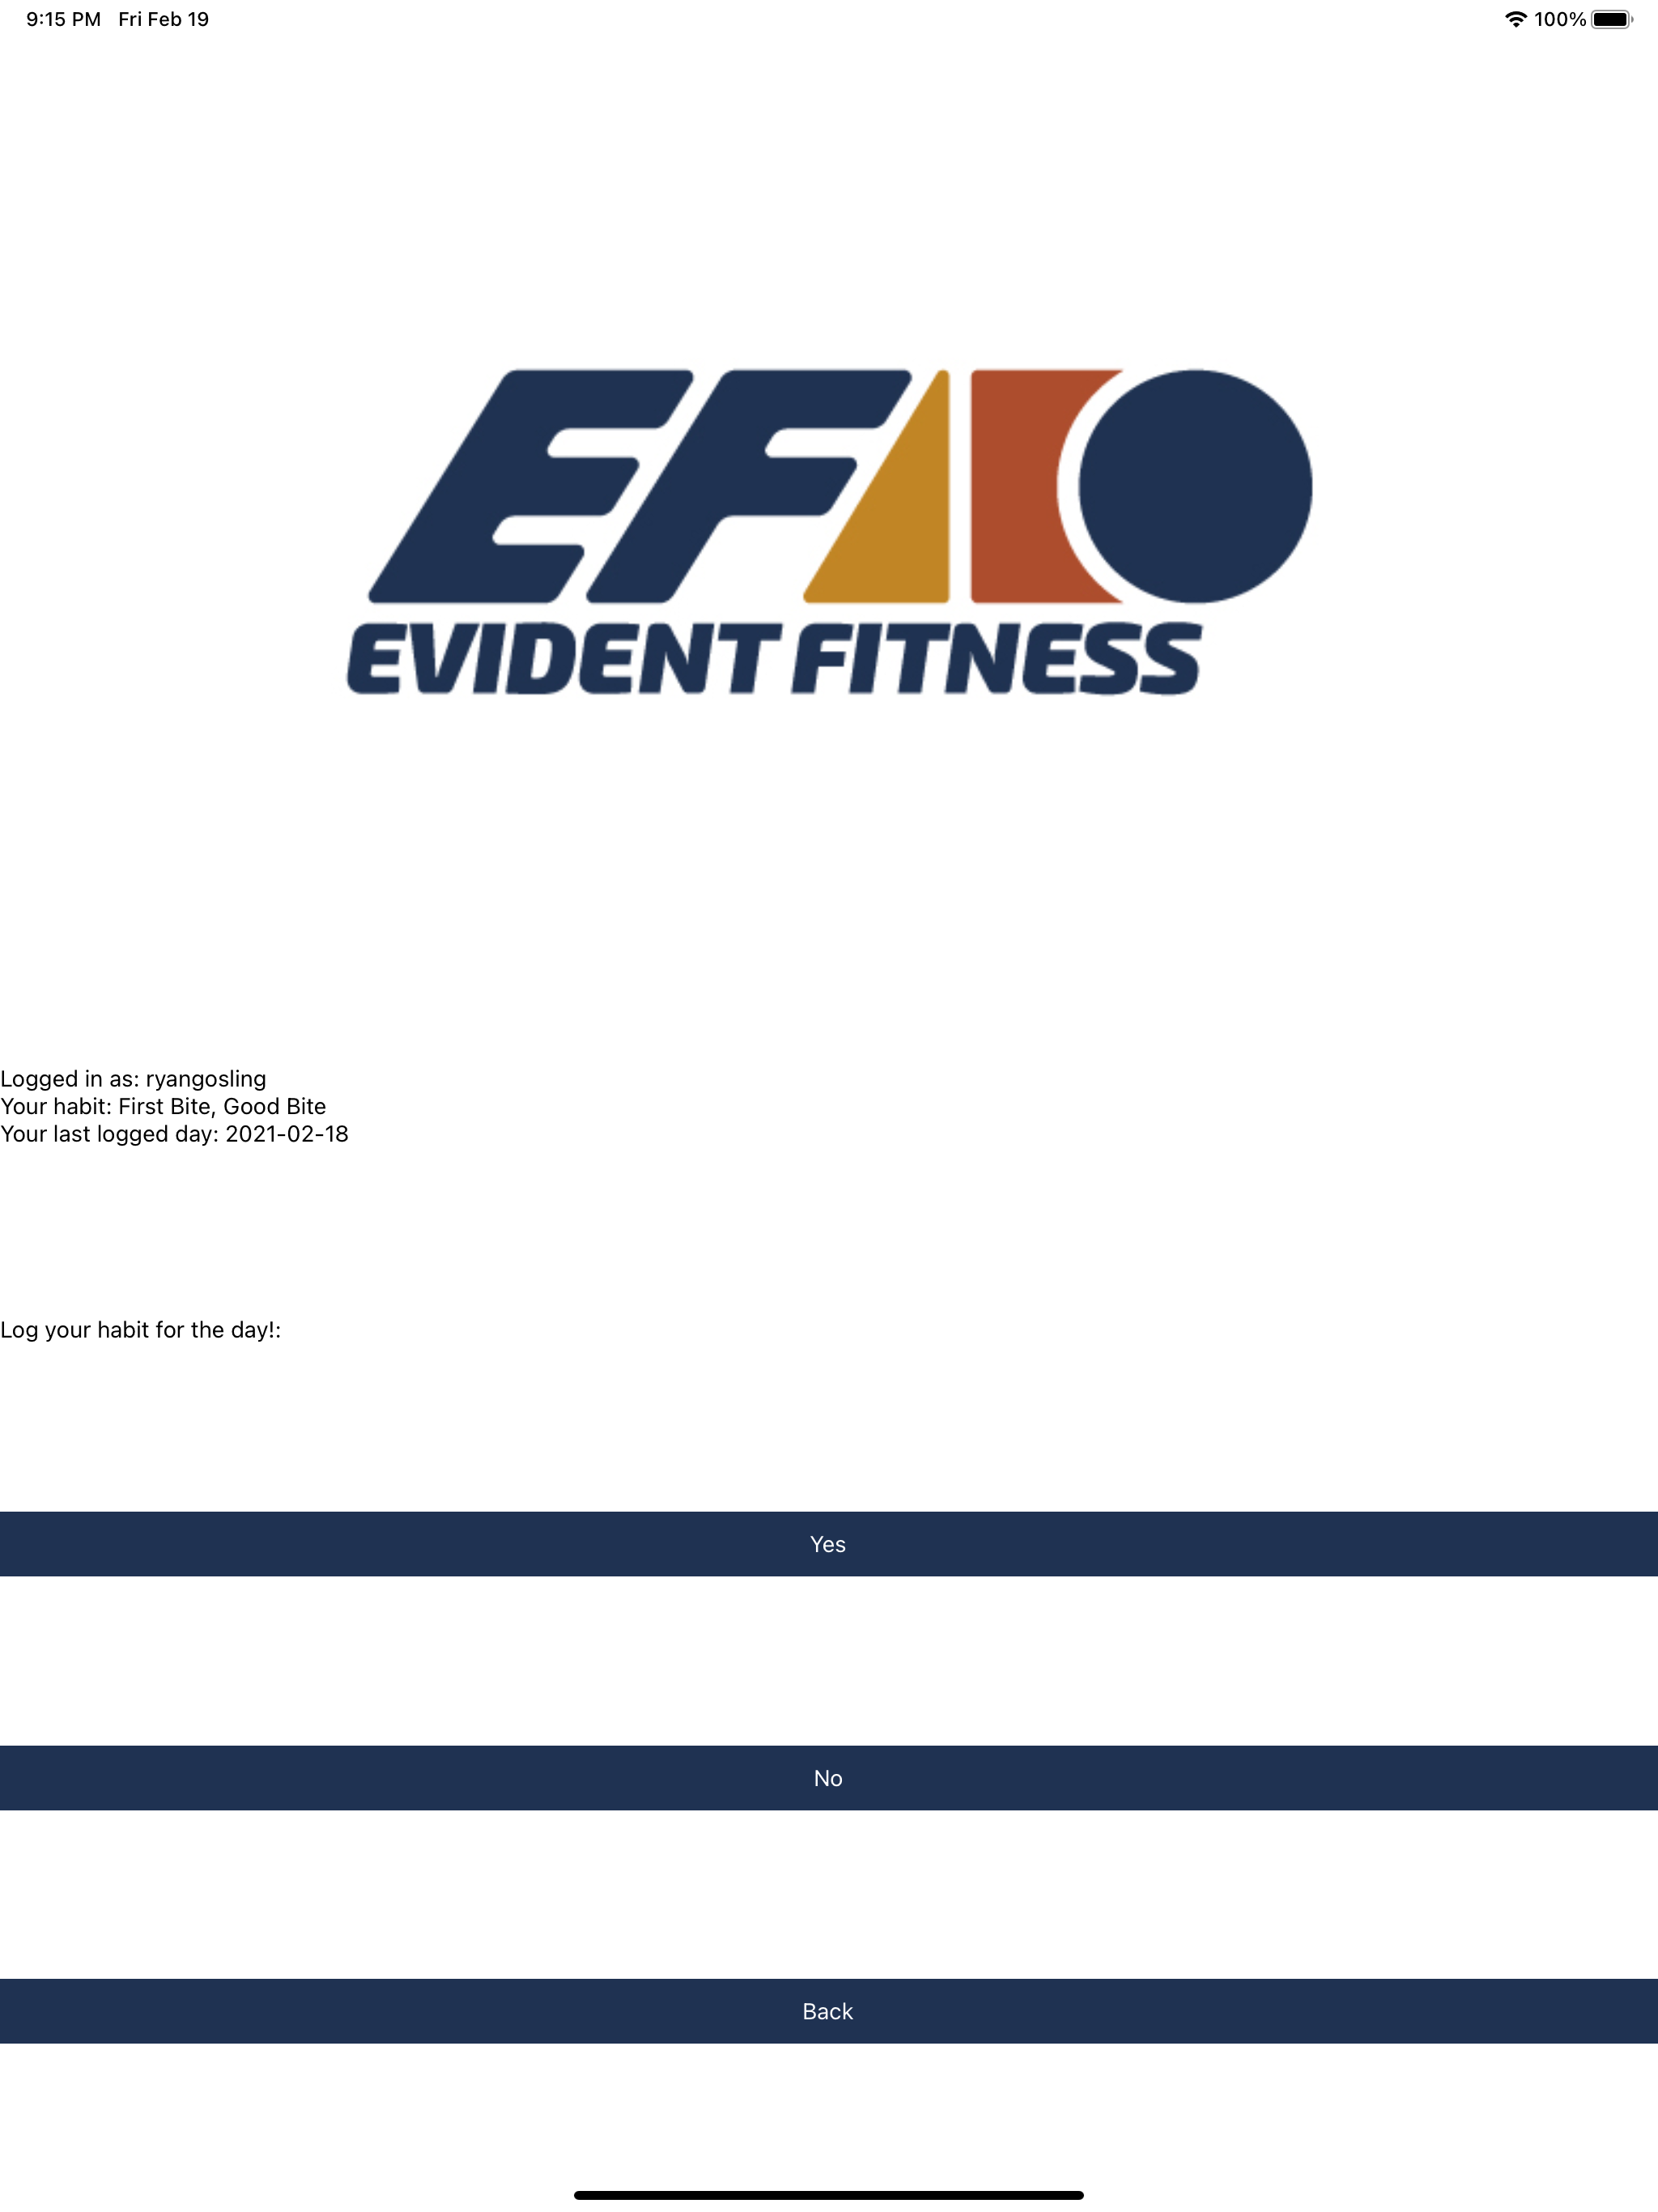 9:15 PM Fri Feb 19 100%
EF
EVIDENT FITNESS
Logged in as: ryangosling
Your habit: First Bite, Good Bite
Your last logged day: 2021-02-18
Log your habit for the day!:
Yes
No
Back